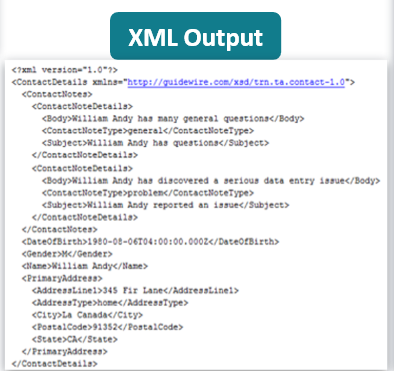 XML Output
<?xml version="1.0"?>
<ContactDetails xmlns="http://guidewire.com/xsd/trn.ta.contact-1.0">
<ContactNotes>
<ContactNoteDetails>
<Body>William Andy has many general questions</Body>
<ContactNoteType>general</ContactNoteType>
<Subject>William Andy has questions</Subject>
</ContactNoteDetails>
<ContactNoteDetails>
<Body>William Andy has discovered a serious data entry issue</Body>
<ContactNoteType>problem</ContactNoteType>
<Subject>William Andy reported an issue</Subject>
</ContactNoteDetails>
</ContactNotes>
<DateOfBirth>1980-08-06T04:00:00.000Z</DateOfBirth>
<Gender>M</Gender>
<Name>William Andy</Name>
<PrimaryAddress>
<AddressLine1>345 Fir Lane</AddressLine1>
<AddressType>home</AddressType>
<City>La Canada</City>
<PostalCode>91352</PostalCode>
<State>CA</State>
</PrimaryAddress>
</ContactDetails>